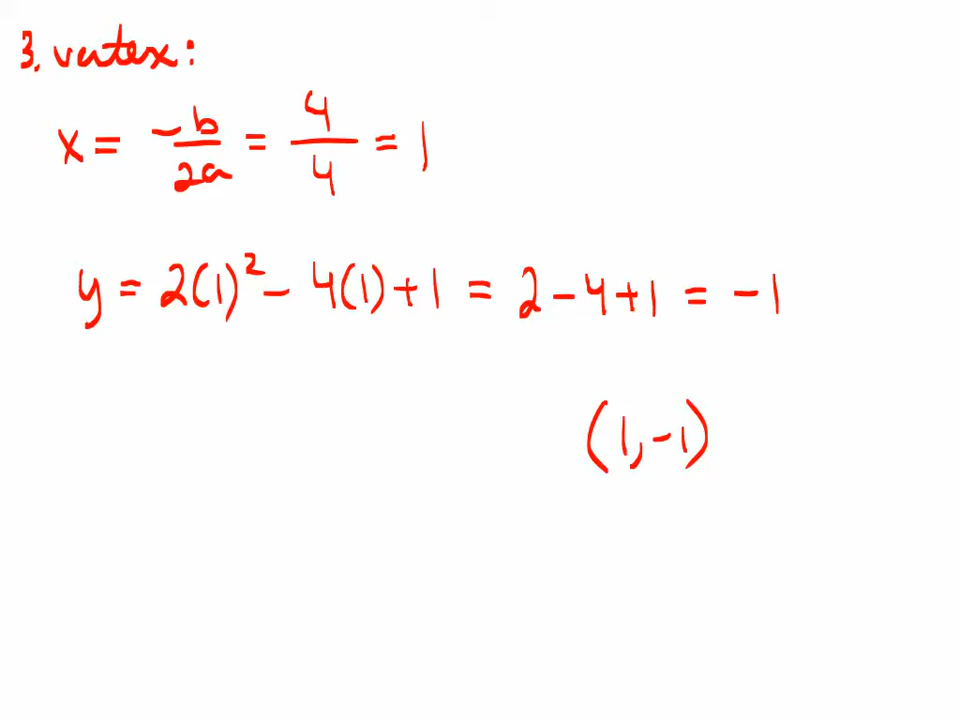 3. vertex:
x = -b/2a = 4/4 = 1
y = 2(1)² - 4(1) + 1 = 2 - 4 + 1 = -1
(1, -1)